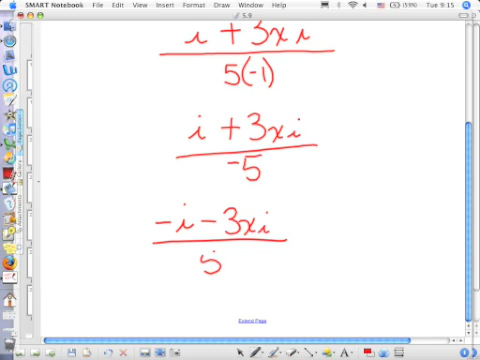 SMART Notebook File Edit View Insert Format Draw Window Help (59%) Tue 9:15
5.9
i + 3xi
5(-1)
i + 3xi
-5
-i - 3xi
5
Extend Page